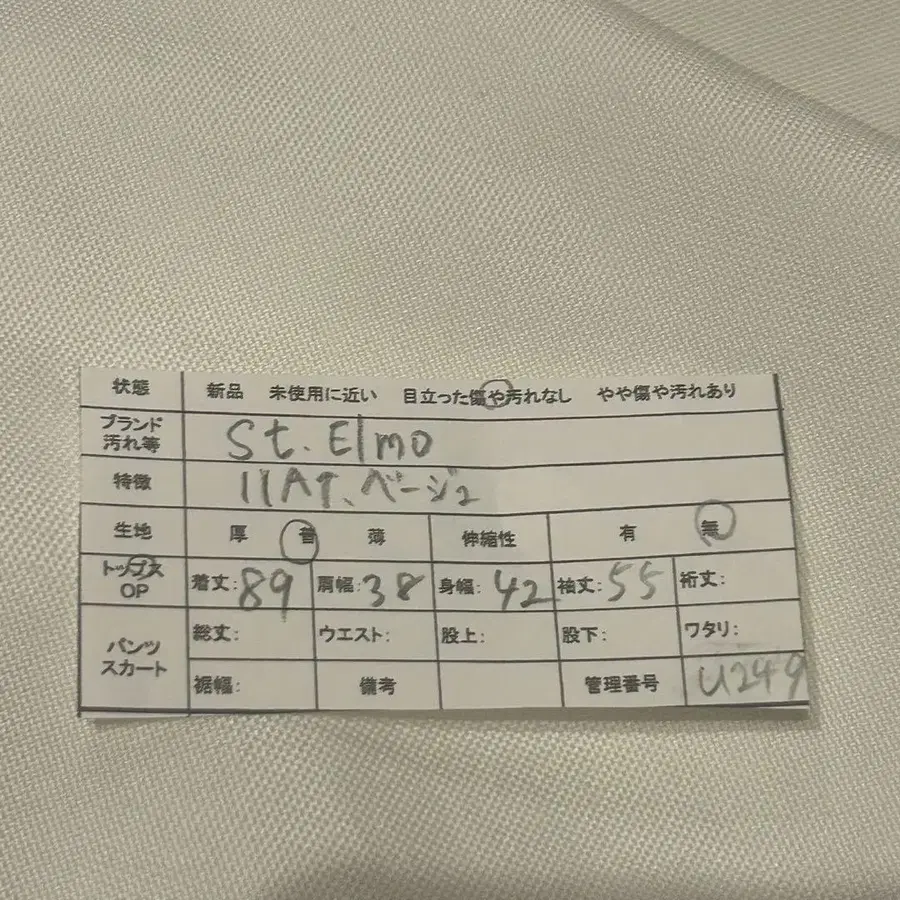 状態 新品 未使用に近い 目立った傷や汚れなし やや傷や汚れあり
ブランド
汚れ等 St. Elmo
特徴 11AT、ベージュ
生地 厚 普 薄 伸縮性 有 無
トップス
OP 着丈:89 肩幅:38 身幅:42 袖丈:55 裄丈:
パンツ
スカート 総丈: ウエスト: 股上: 股下: ワタリ:
裾幅: 備考 管理番号 U249